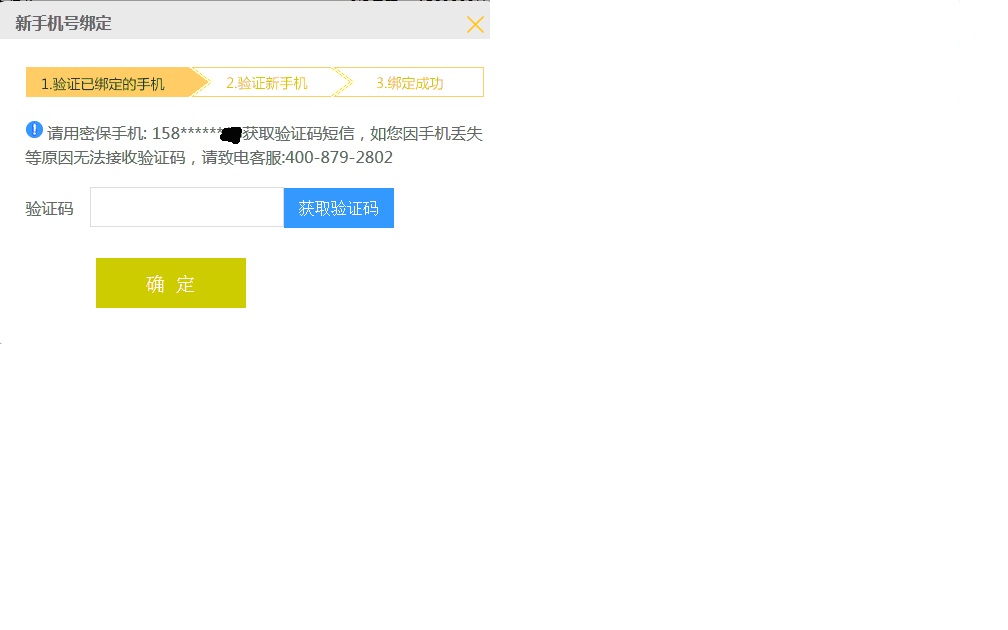 新手机号绑定
1.验证已绑定的手机 2.验证新手机 3.绑定成功
请用密保手机: 158****** 获取验证码短信，如您因手机丢失
等原因无法接收验证码，请致电客服:400-879-2802
验证码 获取验证码
确 定